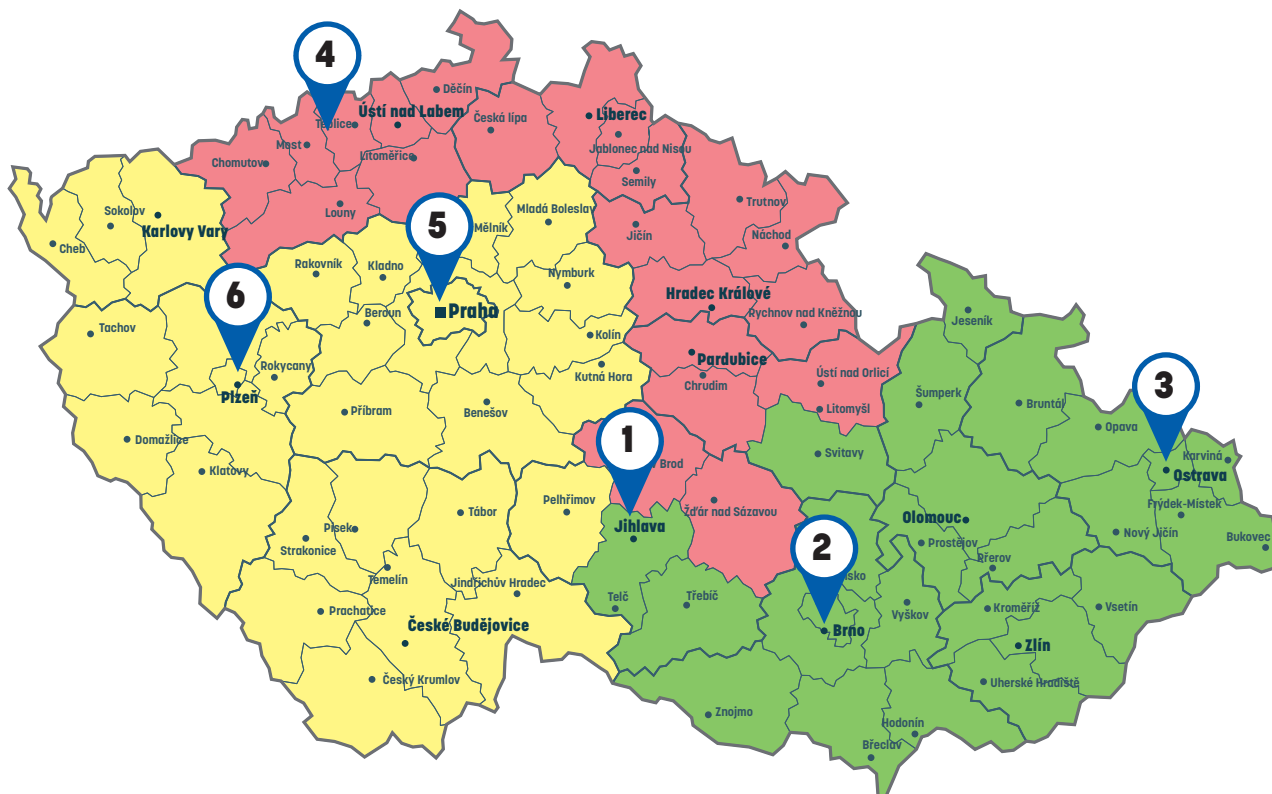 4
Děčín
Ústí nad Labem
Teplice
Česká lípa
Liberec
Most
Chomutov
Litoměřice
Jablonec nad Nisou
Semily
Louny
Trutnov
Sokolov
Karlovy Vary
Cheb
5
Mělník
Mladá Boleslav
Jičín
Náchod
Rakovník
Kladno
Nymburk
6
Hradec Králové
Rychnov nad Kněžnou
Praha
Beroun
Jeseník
Tachov
Kolín
Rokycany
Pardubice
Kutná Hora
Chrudim
Ústí nad Orlicí
Plzeň
Příbram
Benešov
Litomyšl
Šumperk
Bruntál
3
Opava
Domažlice
Klatovy
1
Brod
Svitavy
Karviná
Ostrava
Pelhřimov
Žďár nad Sázavou
Frýdek-Místek
Tábor
Písek
Strakonice
Jihlava
Olomouc
Prostějov
Nový Jičín
Bukovec
2
Přerov
Temelín
Jindřichův Hradec
sko
Telč
Třebíč
Prachatice
Vyškov
Kroměříž
Vsetín
České Budějovice
Brno
Zlín
Český Krumlov
Uherské Hradiště
Znojmo
Hodonín
Břeclav